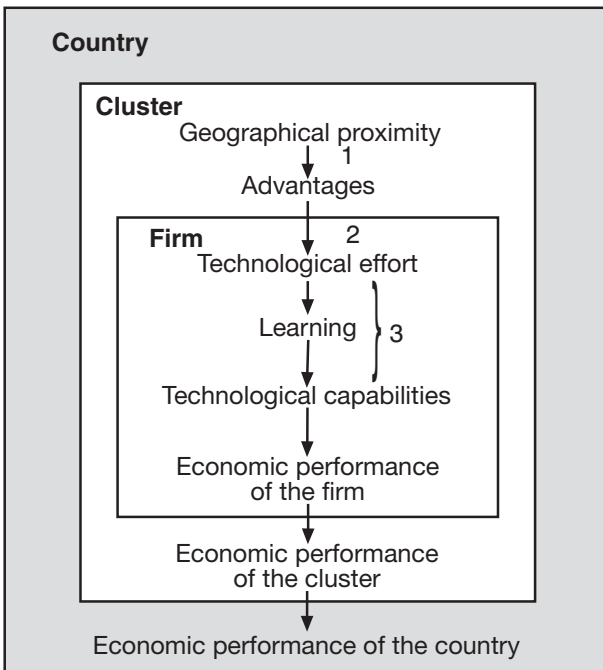 Country
Cluster
Geographical proximity
1
Advantages
Firm
2
Technological effort
Learning
3
Technological capabilities
Economic performance
of the firm
Economic performance
of the cluster
Economic performance of the country